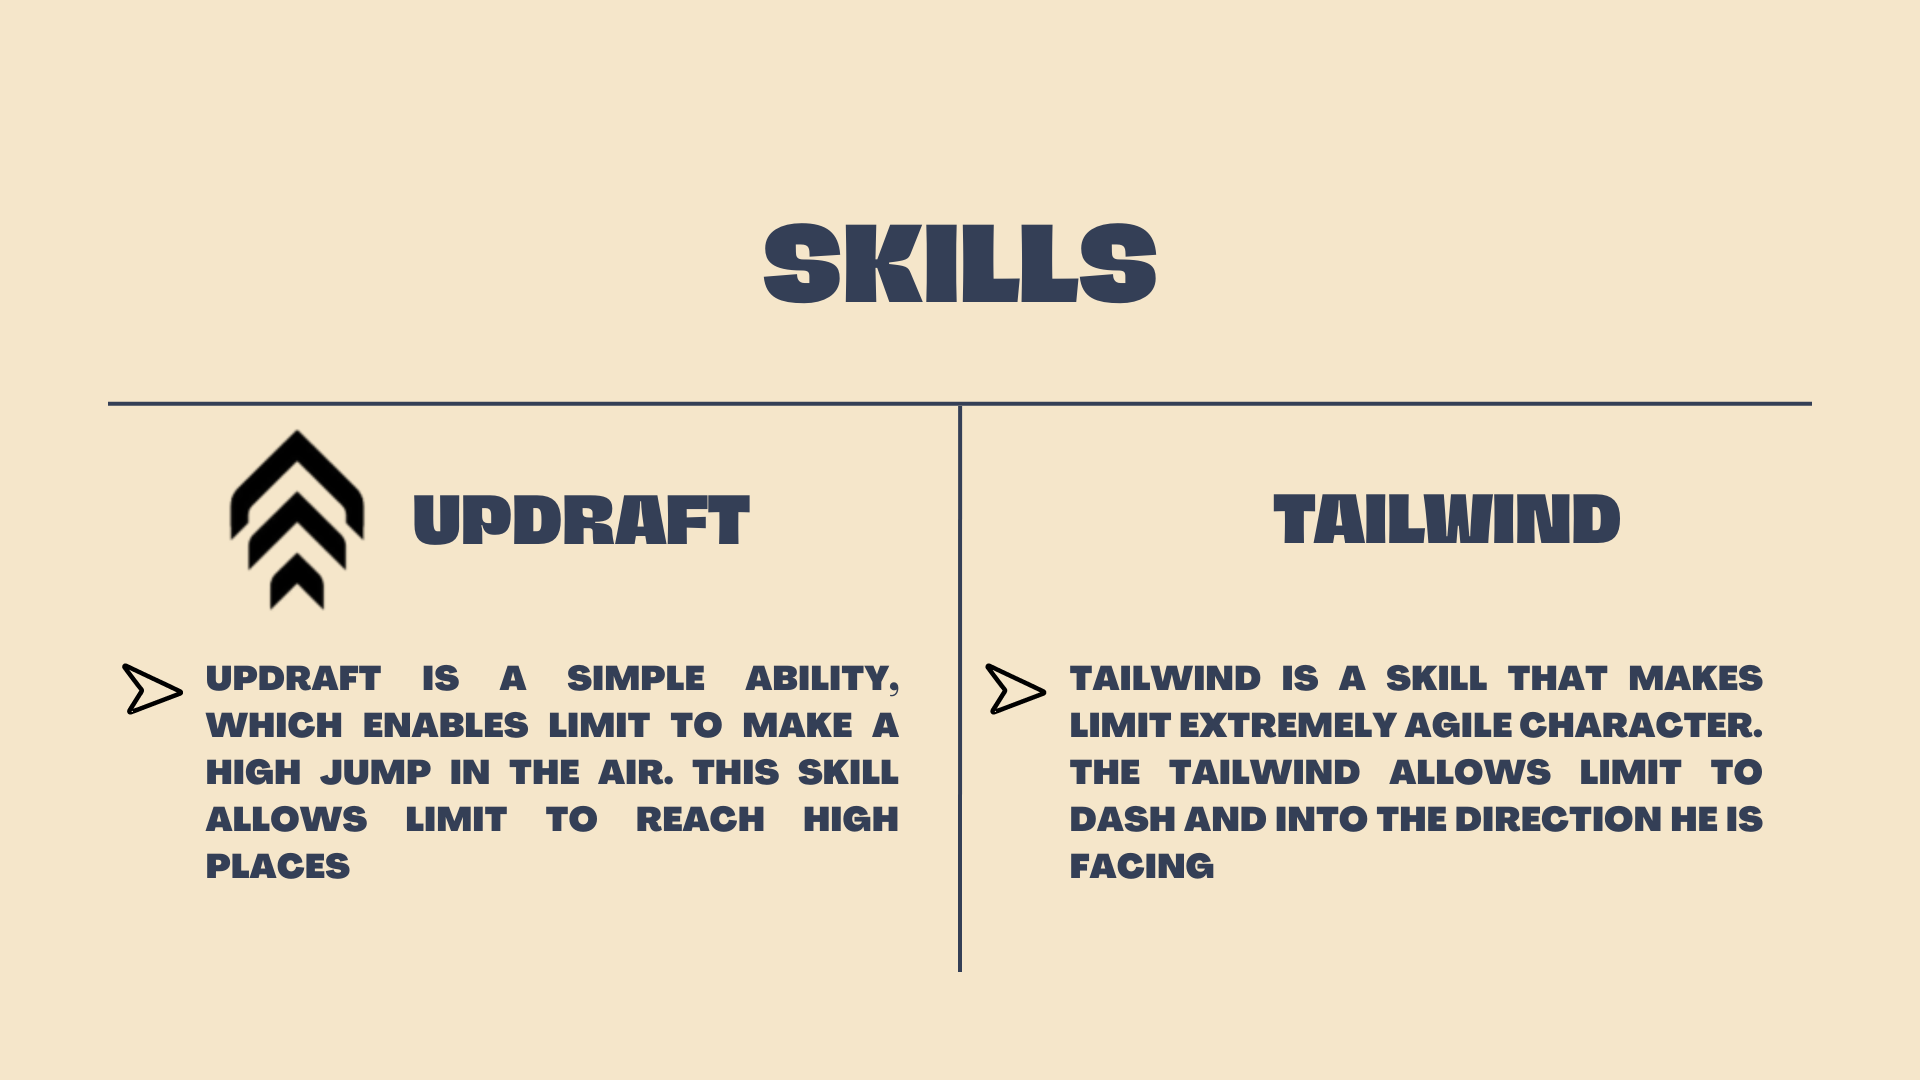 SKILLS
UPDRAFT
UPDRAFT IS A SIMPLE ABILITY,
WHICH ENABLES LIMIT TO MAKE A
HIGH JUMP IN THE AIR. THIS SKILL
ALLOWS LIMIT TO REACH HIGH
PLACES
TAILWIND
TAILWIND IS A SKILL THAT MAKES
LIMIT EXTREMELY AGILE CHARACTER.
THE TAILWIND ALLOWS LIMIT TO
DASH AND INTO THE DIRECTION HE IS
FACING